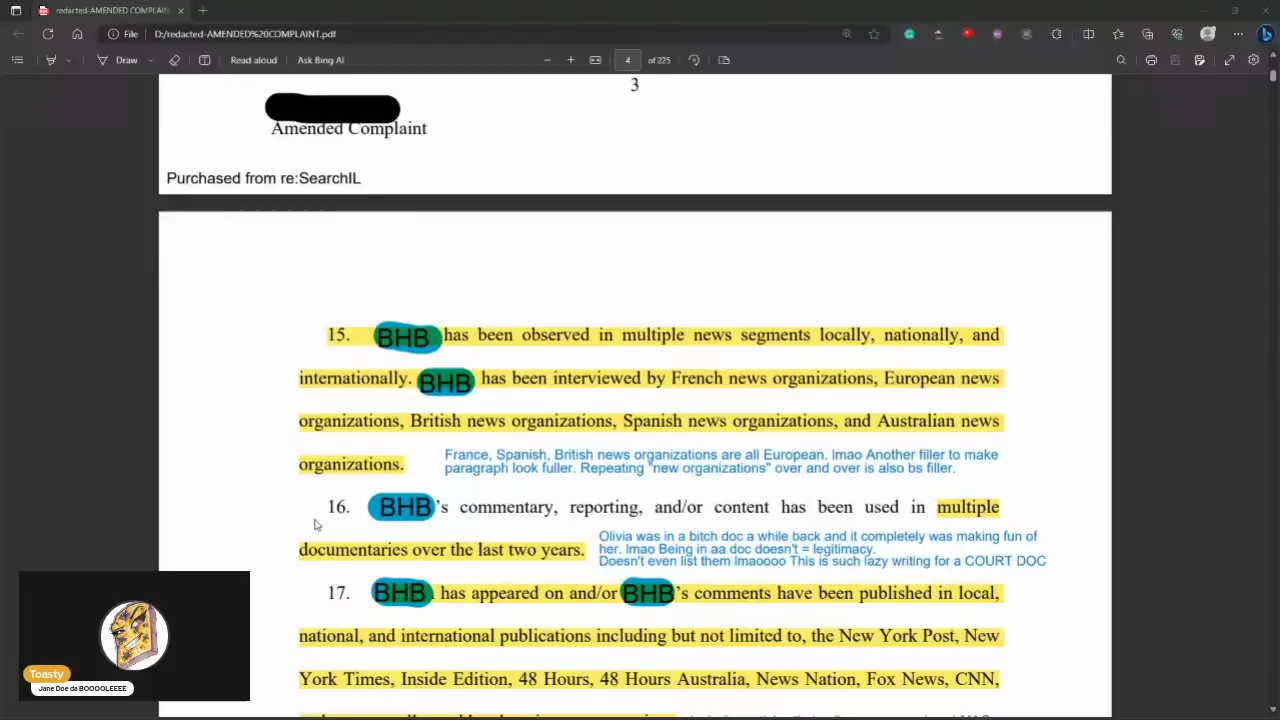 redacted-AMENDED COMPLAIN
File
D:/redacted-AMENDED%20COMPLAINT.pdf
Draw
Read aloud
Ask Bing AI
4
of 225
3
Amended Complaint
Purchased from re:SearchIL
15. BHB has been observed in multiple news segments locally, nationally, and
internationally. BHB has been interviewed by French news organizations, European news
organizations, British news organizations, Spanish news organizations, and Australian news
organizations.
France, Spanish, British news organizations are all European. lmao Another filler to make
paragraph look fuller. Repeating "new organizations" over and over is also bs filler.
16. BHB's commentary, reporting, and/or content has been used in multiple
documentaries over the last two years.
Olivia was in a bitch doc a while back and it completely was making fun of
her. lmao Being in aa doc doesn't = legitimacy.
Doesn't even list them lmaoooo This is such lazy writing for a COURT DOC
17. BHB has appeared on and/or BHB's comments have been published in local,
national, and international publications including but not limited to, the New York Post, New
York Times, Inside Edition, 48 Hours, 48 Hours Australia, News Nation, Fox News, CNN,
Toasty
Jane Doe da BOOOOLEEEE